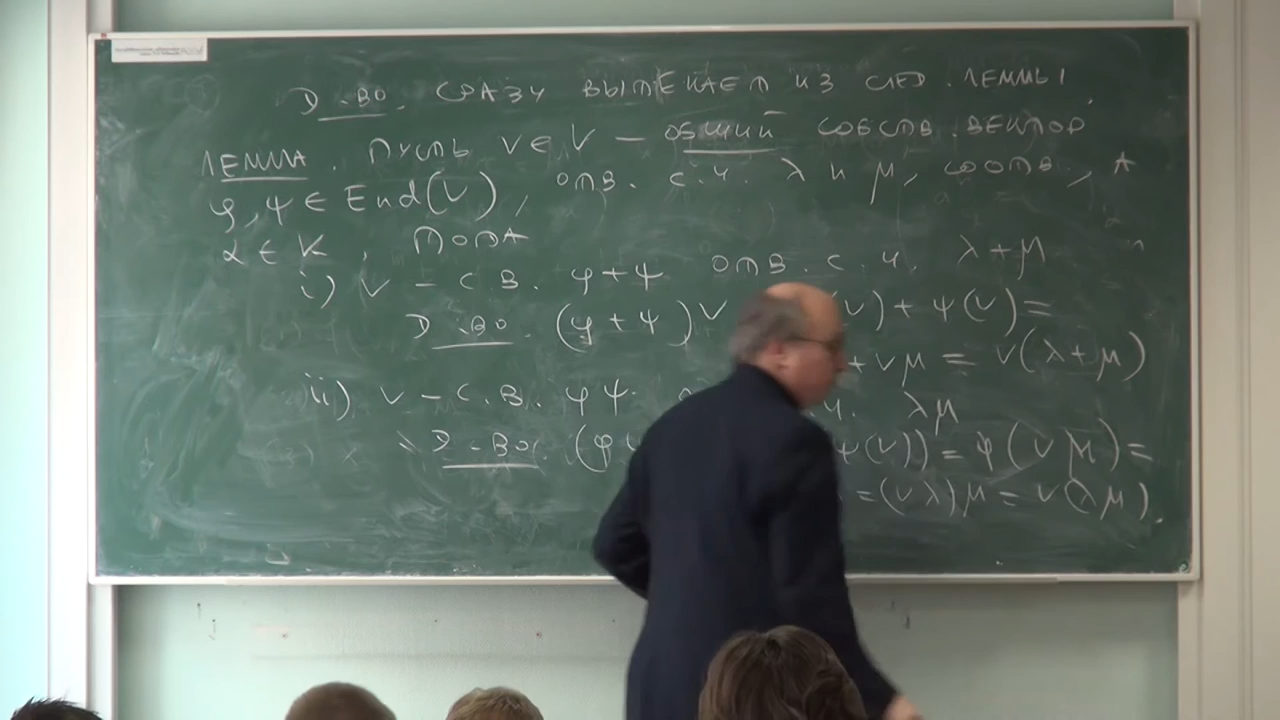 Д-ВО. СРАЗУ ВЫТЕКАЕТ ИЗ СЛЕД. ЛЕММЫ.
ЛЕММА. ПУСТЬ v ∈ V — ОБЩИЙ СОБСТВ. ВЕКТОР
φ, ψ ∈ End(V), ОТВ. С.Ч. λ И μ, СООТВ., А
α ∈ K, ТОГДА
i) v — С.В. φ+ψ ОТВ. С.Ч. λ+μ
Д-ВО. (φ+ψ)v (v) + ψ(v) =
+ vμ = v(λ+μ)
ii) v — С.В. φψ Ч. λμ
Д-ВО. (φ ψ(v)) = φ(vμ) =
= (vλ)μ = v(λμ).